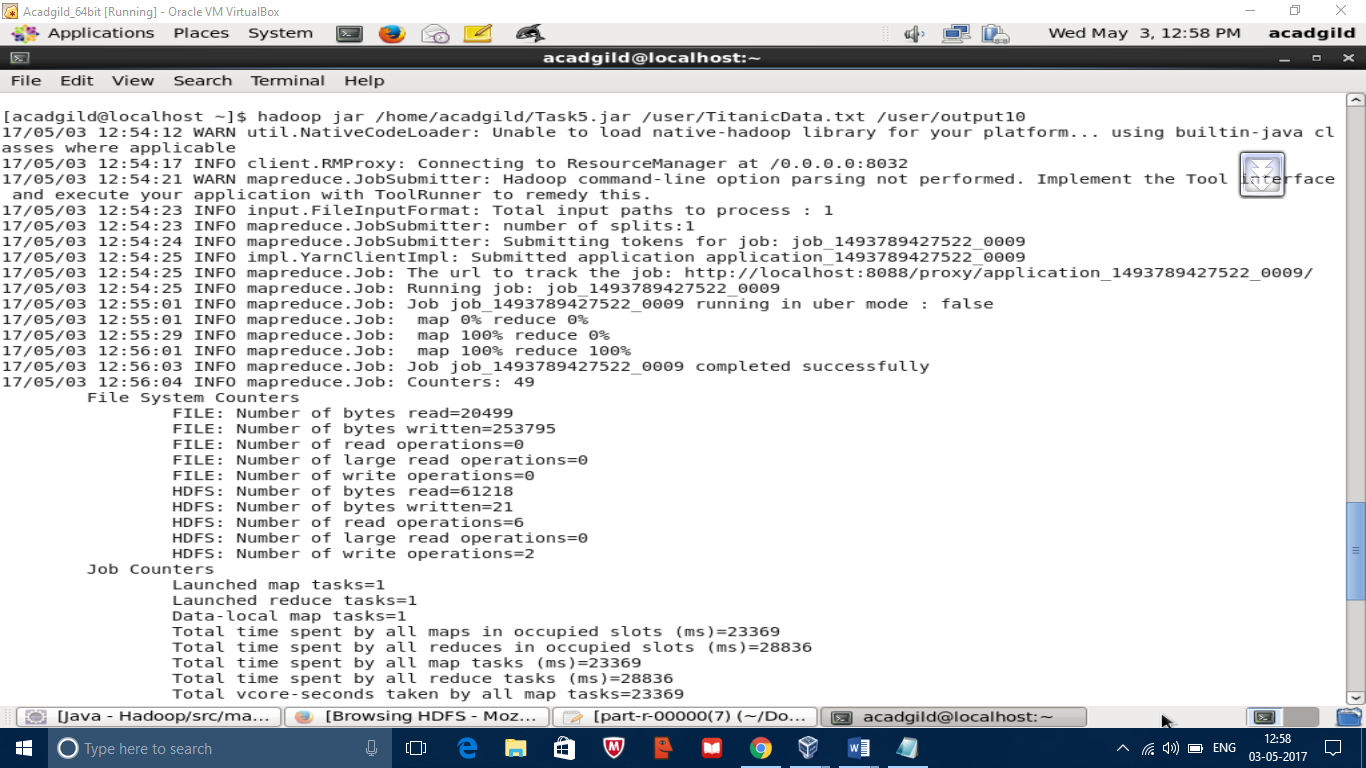 Acadgild_64bit [Running] - Oracle VM VirtualBox
Applications Places System Wed May 3, 12:58 PM acadgild
acadgild@localhost:~
File Edit View Search Terminal Help
[acadgild@localhost ~]$ hadoop jar /home/acadgild/Task5.jar /user/TitanicData.txt /user/output10
17/05/03 12:54:12 WARN util.NativeCodeLoader: Unable to load native-hadoop library for your platform... using builtin-java cl
asses where applicable
17/05/03 12:54:17 INFO client.RMProxy: Connecting to ResourceManager at /0.0.0.0:8032
17/05/03 12:54:21 WARN mapreduce.JobSubmitter: Hadoop command-line option parsing not performed. Implement the Tool interface
 and execute your application with ToolRunner to remedy this.
17/05/03 12:54:23 INFO input.FileInputFormat: Total input paths to process : 1
17/05/03 12:54:23 INFO mapreduce.JobSubmitter: number of splits:1
17/05/03 12:54:24 INFO mapreduce.JobSubmitter: Submitting tokens for job: job_1493789427522_0009
17/05/03 12:54:25 INFO impl.YarnClientImpl: Submitted application application_1493789427522_0009
17/05/03 12:54:25 INFO mapreduce.Job: The url to track the job: http://localhost:8088/proxy/application_1493789427522_0009/
17/05/03 12:54:25 INFO mapreduce.Job: Running job: job_1493789427522_0009
17/05/03 12:55:01 INFO mapreduce.Job: Job job_1493789427522_0009 running in uber mode : false
17/05/03 12:55:01 INFO mapreduce.Job:  map 0% reduce 0%
17/05/03 12:55:29 INFO mapreduce.Job:  map 100% reduce 0%
17/05/03 12:56:01 INFO mapreduce.Job:  map 100% reduce 100%
17/05/03 12:56:03 INFO mapreduce.Job: Job job_1493789427522_0009 completed successfully
17/05/03 12:56:04 INFO mapreduce.Job: Counters: 49
File System Counters
FILE: Number of bytes read=20499
FILE: Number of bytes written=253795
FILE: Number of read operations=0
FILE: Number of large read operations=0
FILE: Number of write operations=0
HDFS: Number of bytes read=61218
HDFS: Number of bytes written=21
HDFS: Number of read operations=6
HDFS: Number of large read operations=0
HDFS: Number of write operations=2
Job Counters
Launched map tasks=1
Launched reduce tasks=1
Data-local map tasks=1
Total time spent by all maps in occupied slots (ms)=23369
Total time spent by all reduces in occupied slots (ms)=28836
Total time spent by all map tasks (ms)=23369
Total time spent by all reduce tasks (ms)=28836
Total vcore-seconds taken by all map tasks=23369
[Java - Hadoop/src/ma... [Browsing HDFS - Moz... [part-r-00000(7) (~/Do... acadgild@localhost:~
Type here to search ENG 12:58
03-05-2017